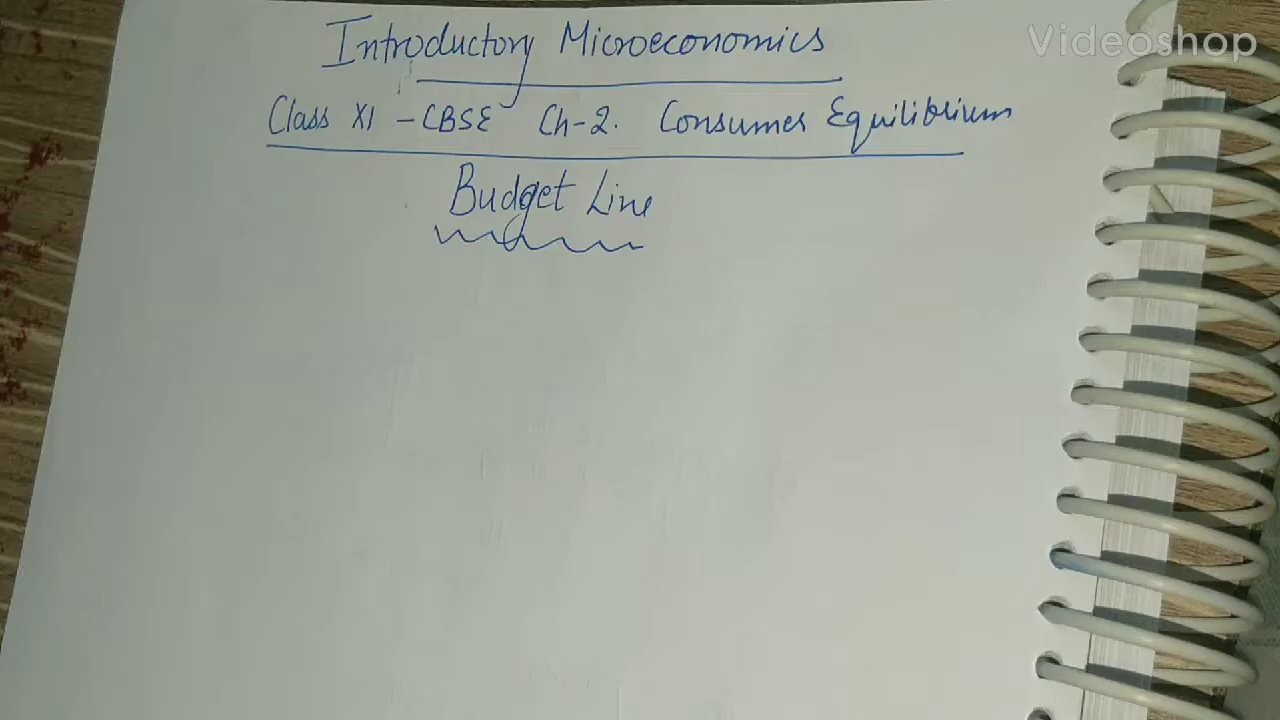 Videoshop
Introductory Microeconomics
Class XI - CBSE Ch-2. Consumer Equilibrium
Budget Line